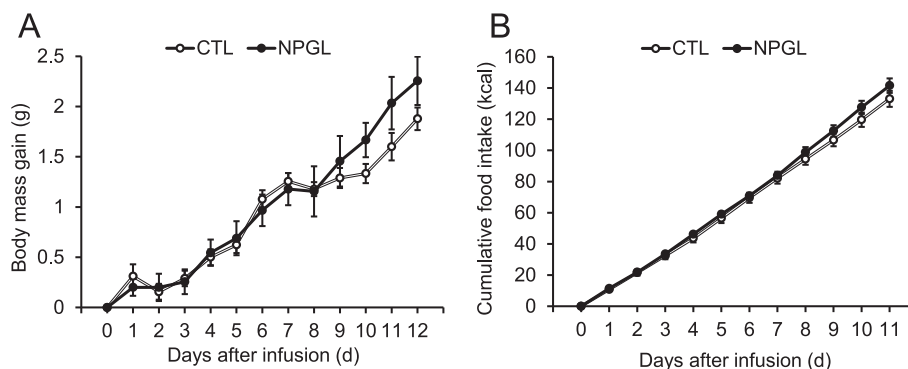 A
CTL NPGL
Body mass gain (g)
2.5
2
1.5
1
0.5
0
0 1 2 3 4 5 6 7 8 9 10 11 12
Days after infusion (d)
B
CTL NPGL
Cumulative food intake (kcal)
160
140
120
100
80
60
40
20
0
0 1 2 3 4 5 6 7 8 9 10 11
Days after infusion (d)